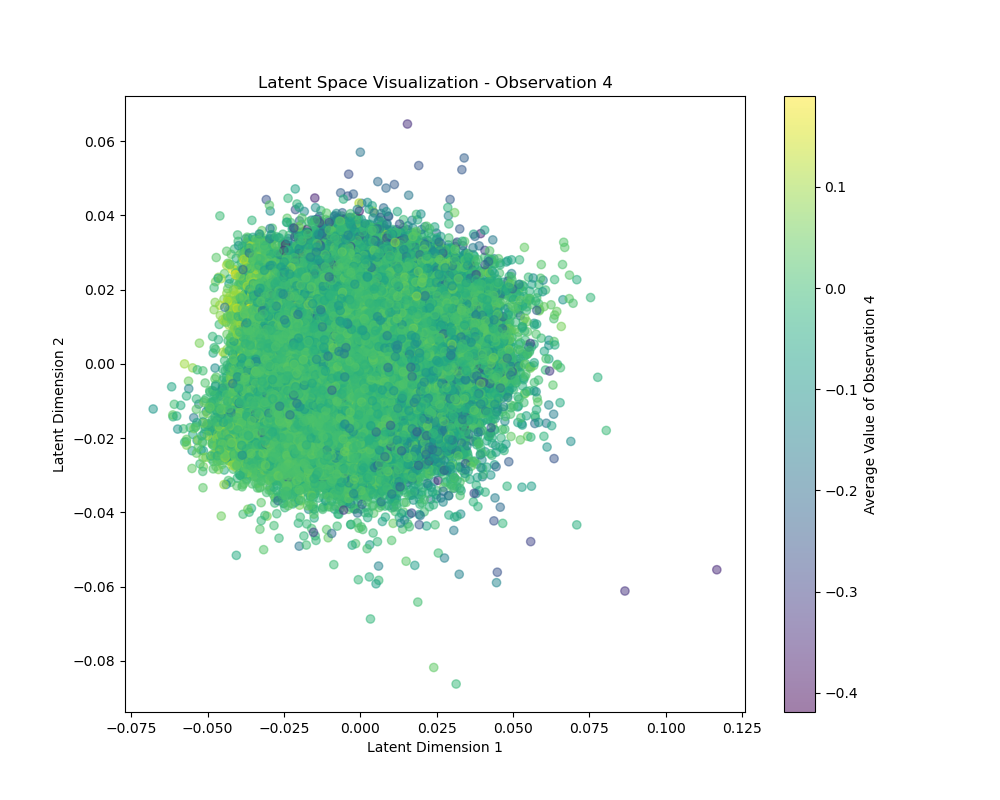 Latent Space Visualization - Observation 4
0.06
0.04
0.02
0.00
−0.02
−0.04
−0.06
−0.08
Latent Dimension 2
−0.075 −0.050 −0.025 0.000 0.025 0.050 0.075 0.100 0.125
Latent Dimension 1
0.1
0.0
−0.1
−0.2
−0.3
−0.4
Average Value of Observation 4